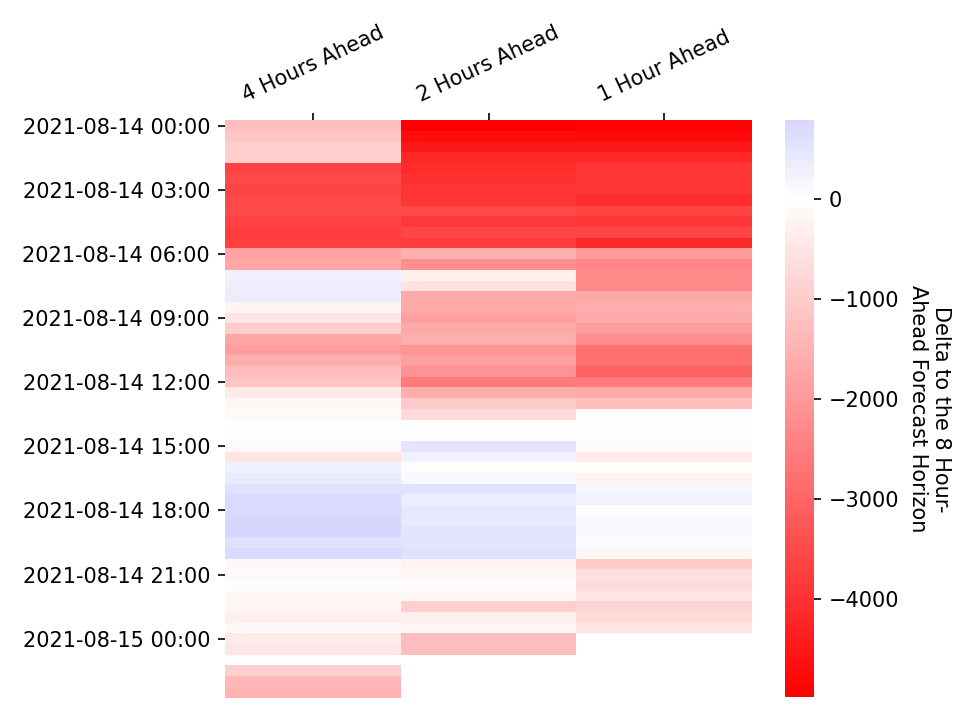 4 Hours Ahead
2 Hours Ahead
1 Hour Ahead
2021-08-14 00:00
2021-08-14 03:00
2021-08-14 06:00
2021-08-14 09:00
2021-08-14 12:00
2021-08-14 15:00
2021-08-14 18:00
2021-08-14 21:00
2021-08-15 00:00
0
−1000
−2000
−3000
−4000
Delta to the 8 Hour-
Ahead Forecast Horizon